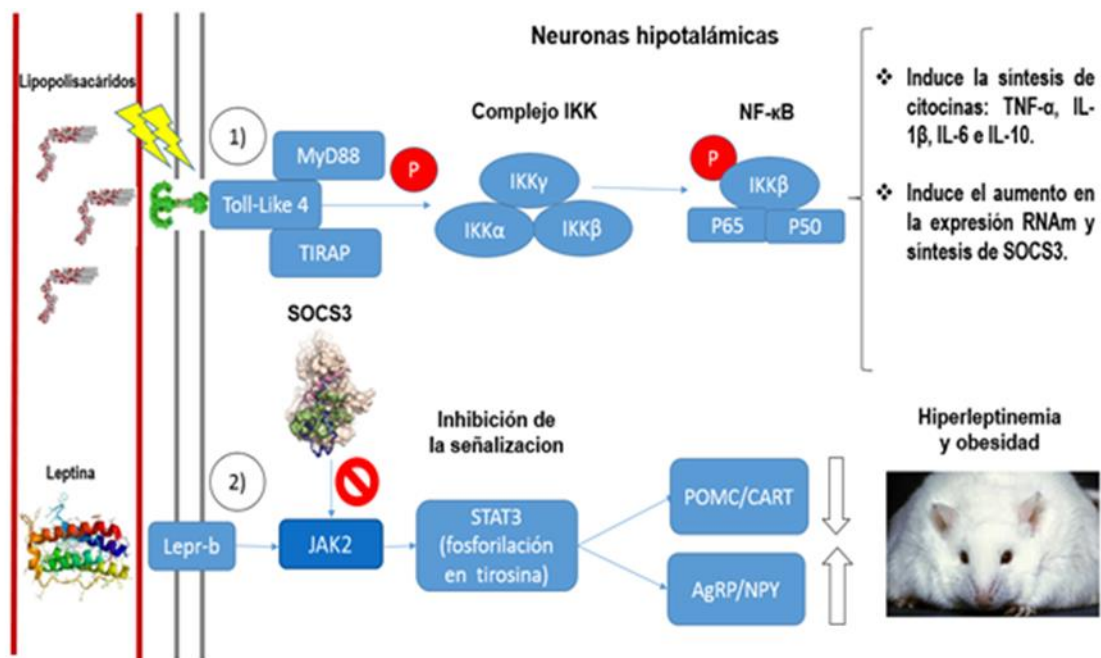 Neuronas hipotalámicas
Lipopolisacáridos
1)
MyD88
Toll-Like 4
TIRAP
P
Complejo IKK
IKKγ
IKKα
IKKβ
NF-κB
P
IKKβ
P65
P50
❖ Induce la síntesis de
citocinas: TNF-α, IL-
1β, IL-6 e IL-10.
❖ Induce el aumento en
la expresión RNAm y
síntesis de SOCS3.
SOCS3
Leptina
2)
Lepr-b
JAK2
Inhibición de
la señalizacion
STAT3
(fosforilación
en tirosina)
POMC/CART
AgRP/NPY
Hiperleptinemia
y obesidad